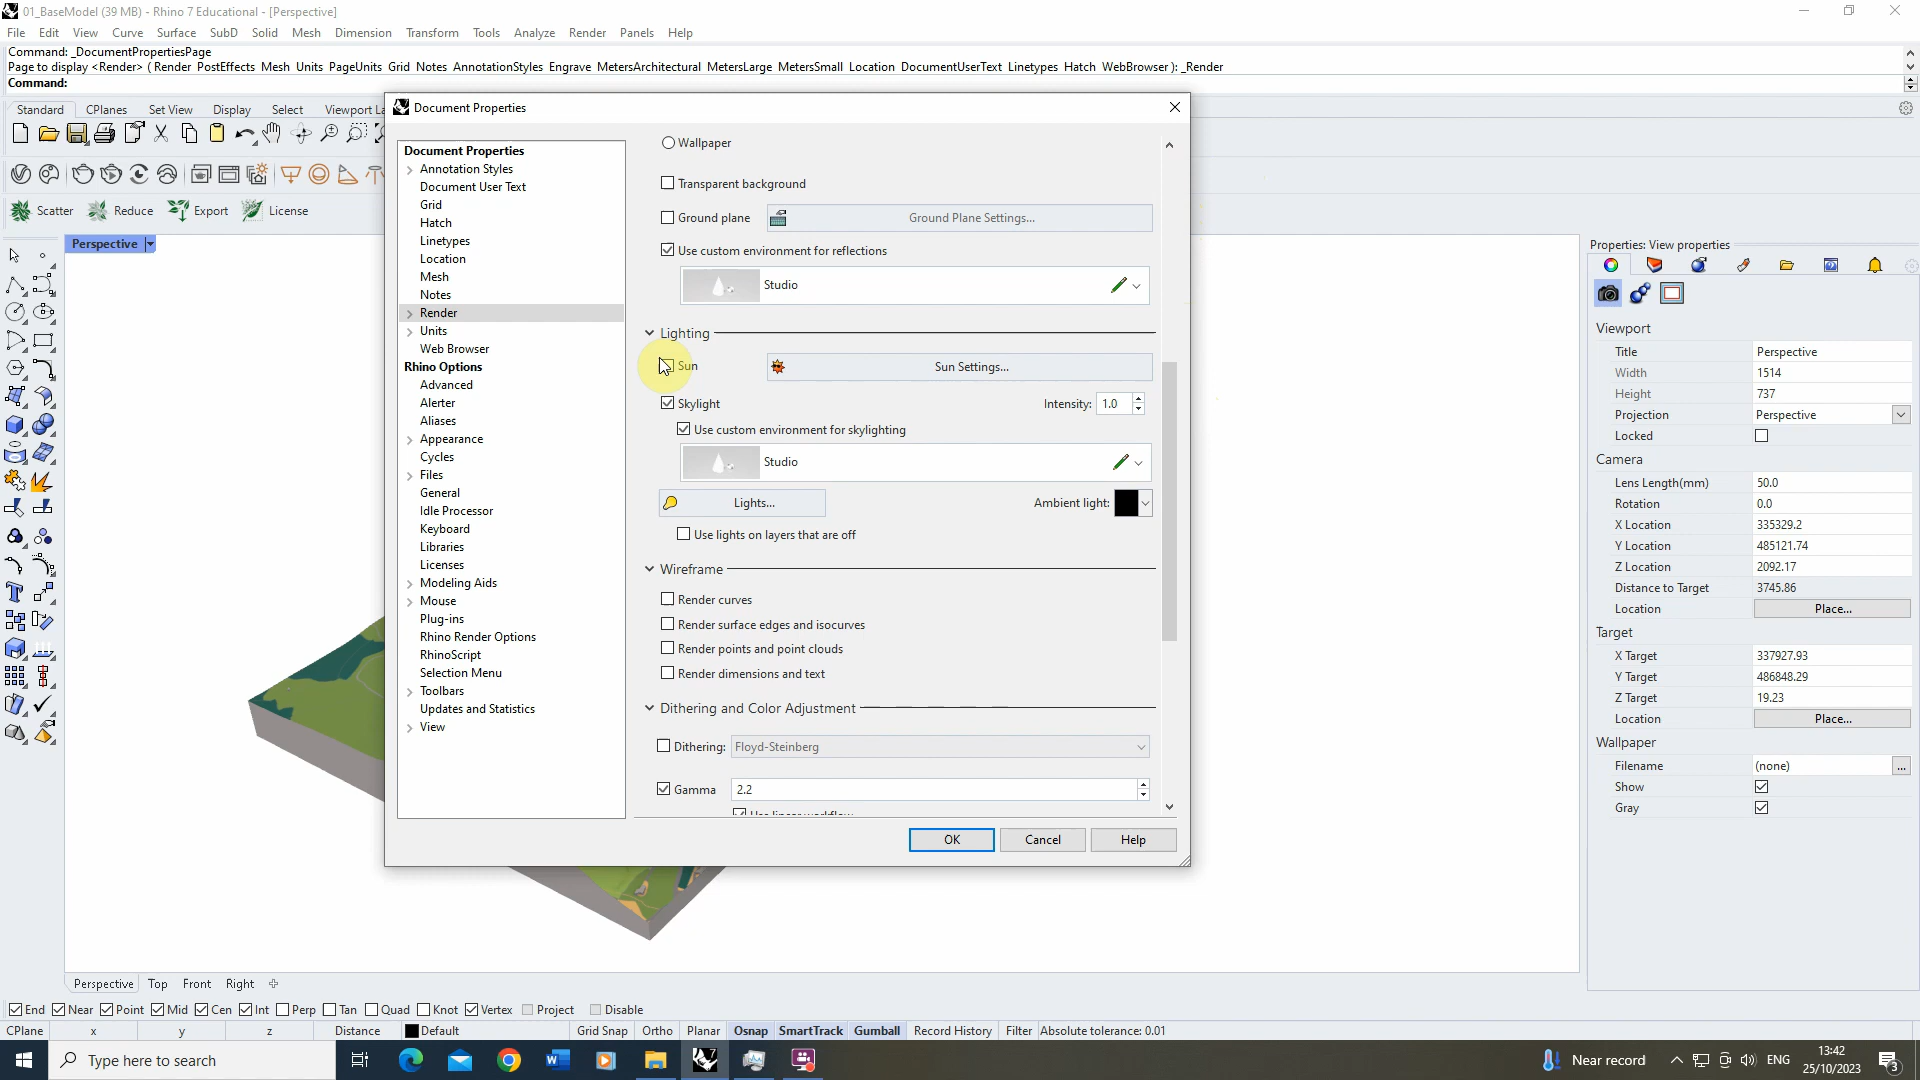 01_BaseModel (39 MB) - Rhino 7 Educational - [Perspective]
File Edit View Curve Surface SubD Solid Mesh Dimension Transform Tools Analyze Render Panels Help
Command: _DocumentPropertiesPage
Page to display <Render> ( Render PostEffects Mesh Units PageUnits Grid Notes AnnotationStyles Engrave MetersArchitectural MetersLarge MetersSmall Location DocumentUserText Linetypes Hatch WebBrowser ): _Render
Command:
Standard CPlanes Set View Display Select Viewport La
Scatter Reduce Export License
Perspective
Document Properties
Document Properties
Annotation Styles
Document User Text
Grid
Hatch
Linetypes
Location
Mesh
Notes
Render
Units
Web Browser
Rhino Options
Advanced
Alerter
Aliases
Appearance
Cycles
Files
General
Idle Processor
Keyboard
Libraries
Licenses
Modeling Aids
Mouse
Plug-ins
Rhino Render Options
RhinoScript
Selection Menu
Toolbars
Updates and Statistics
View
Wallpaper
Transparent background
Ground plane Ground Plane Settings...
Use custom environment for reflections
Studio
Lighting
Sun Sun Settings...
Skylight Intensity: 1.0
Use custom environment for skylighting
Studio
Lights... Ambient light:
Use lights on layers that are off
Wireframe
Render curves
Render surface edges and isocurves
Render points and point clouds
Render dimensions and text
Dithering and Color Adjustment
Dithering: Floyd-Steinberg
Gamma 2.2
OK Cancel Help
Properties: View properties
Viewport
Title Perspective
Width 1514
Height 737
Projection Perspective
Locked
Camera
Lens Length(mm) 50.0
Rotation 0.0
X Location 335329.2
Y Location 485121.74
Z Location 2092.17
Distance to Target 3745.86
Location Place...
Target
X Target 337927.93
Y Target 486848.29
Z Target 19.23
Location Place...
Wallpaper
Filename (none) ...
Show
Gray
Perspective Top Front Right
End Near Point Mid Cen Int Perp Tan Quad Knot Vertex Project Disable
CPlane x y z Distance Default Grid Snap Ortho Planar Osnap SmartTrack Gumball Record History Filter Absolute tolerance: 0.01
Type here to search Near record ENG 13:42
25/10/2023 3